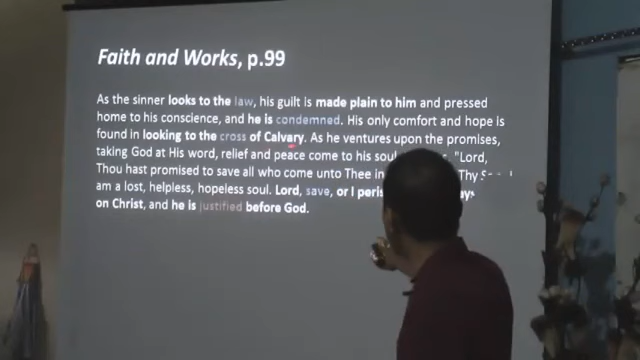 Faith and Works, p.99
As the sinner looks to the law, his guilt is made plain to him and pressed
home to his conscience, and he is condemned. His only comfort and hope is
found in looking to the cross of Calvary. As he ventures upon the promises,
taking God at His word, relief and peace come to his soul "Lord,
Thou hast promised to save all who come unto Thee in Thy
am a lost, helpless, hopeless soul. Lord, save, or I
on Christ, and he is justified before God.